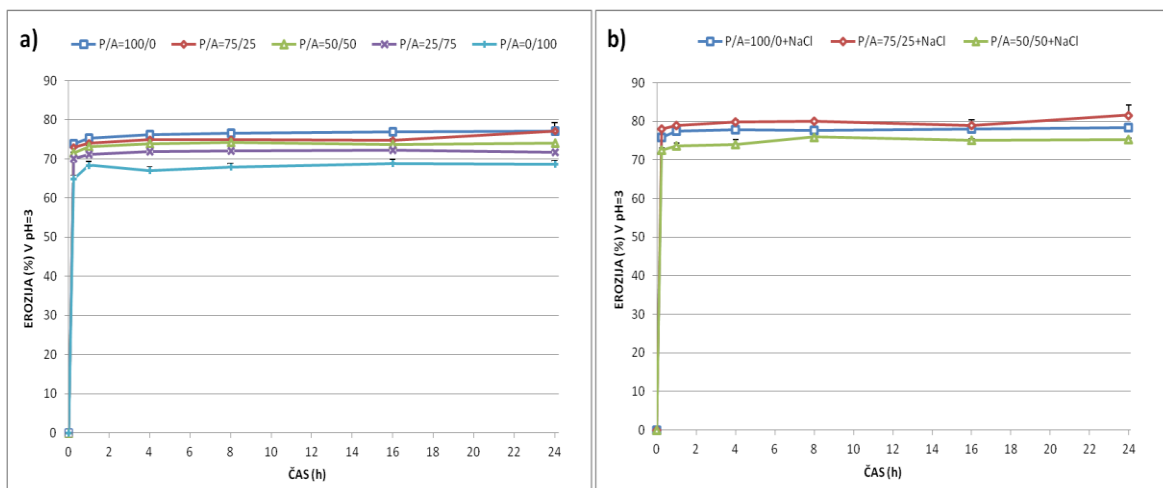 a)
P/A=100/0 P/A=75/25 P/A=50/50 P/A=25/75 P/A=0/100
90
80
70
60
50
40
30
20
10
0
EROZIJA (%) V pH=3
0 2 4 6 8 10 12 14 16 18 20 22 24
ČAS (h)
b)
P/A=100/0+NaCl P/A=75/25+NaCl P/A=50/50+NaCl
90
80
70
60
50
40
30
20
10
0
EROZIJA (%) V pH=3
0 2 4 6 8 10 12 14 16 18 20 22 24
ČAS (h)